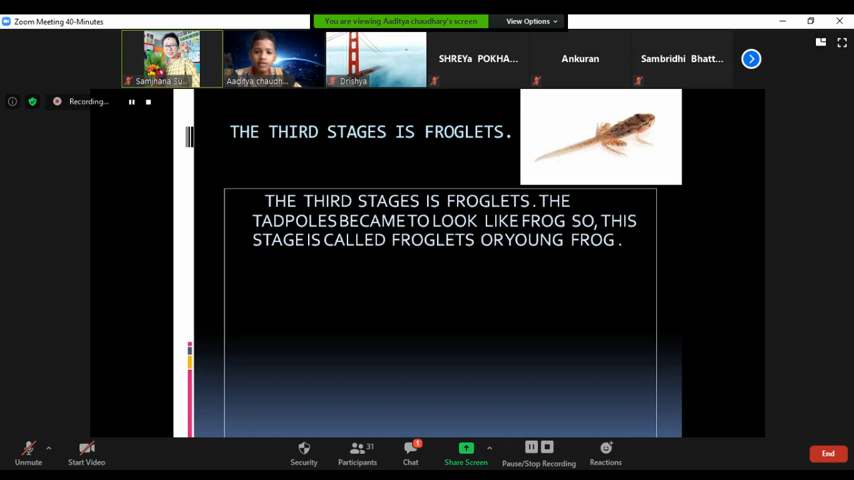 Zoom Meeting 40-Minutes
You are viewing Aaditya chaudhary's screen
View Options
Samjhana Su...
Aaditya chaudh...
Drishya
SHREYa POKHA...
Ankuran
Sambridhi Bhatt...
Recording...
THE THIRD STAGES IS FROGLETS.
THE THIRD STAGES IS FROGLETS. THE
TADPOLES BECAME TO LOOK LIKE FROG SO, THIS
STAGE IS CALLED FROGLETS OR YOUNG FROG.
Unmute
Start Video
Security
Participants
31
Chat
1
Share Screen
Pause/Stop Recording
Reactions
End